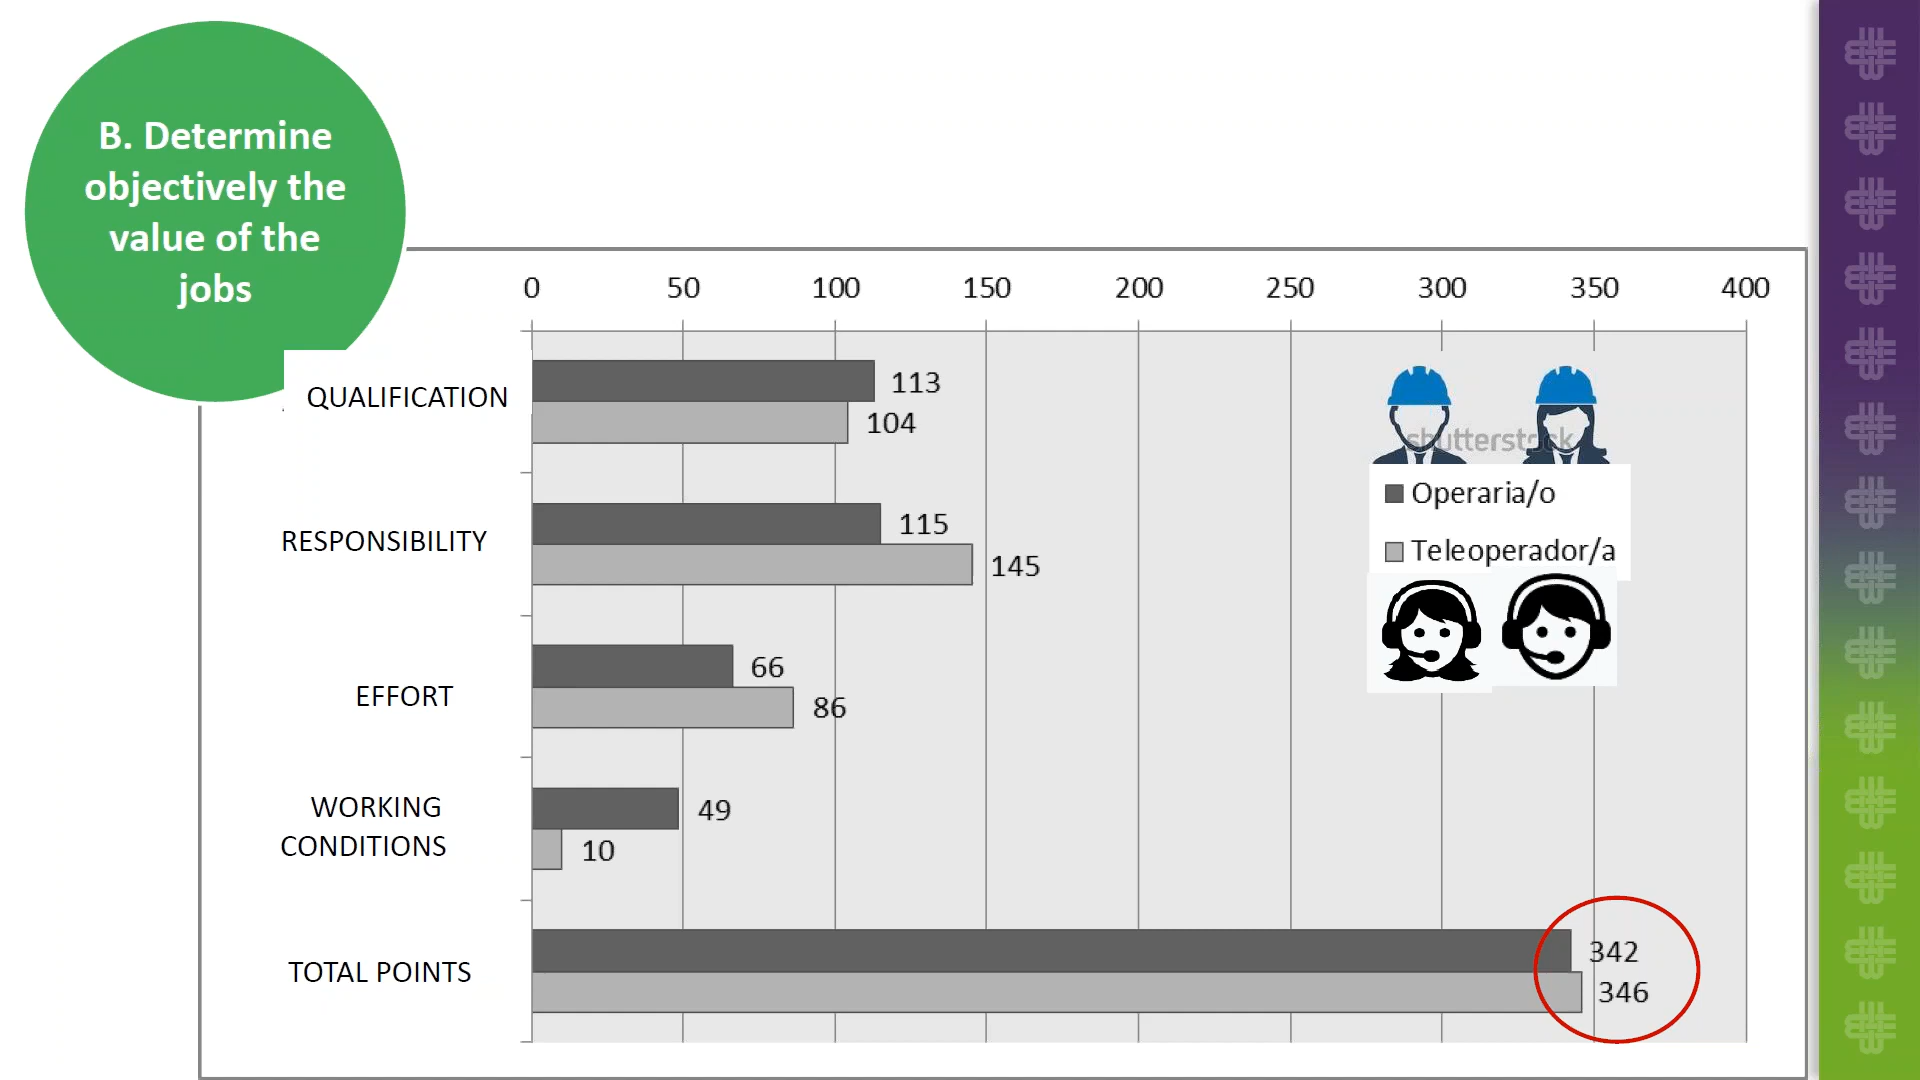 B. Determine
objectively the
value of the
jobs
0 50 100 150 200 250 300 350 400
QUALIFICATION
113
104
shutterstock
Operaria/o
Teleoperador/a
RESPONSIBILITY
115
145
EFFORT
66
86
WORKING
CONDITIONS
49
10
TOTAL POINTS
342
346